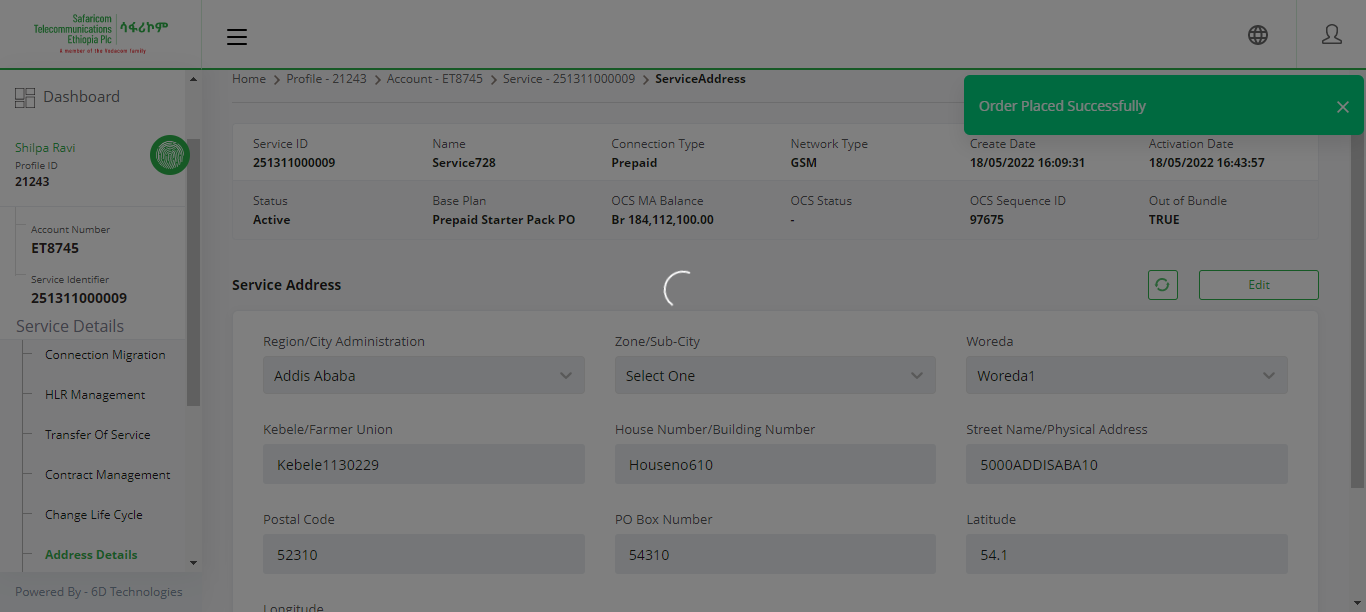 Safaricom
Telecommunications
Ethiopia Plc
ሳፋሪኮም
A member of the Vodacom family
Home > Profile - 21243 > Account - ET8745 > Service - 251311000009 > ServiceAddress
Order Placed Successfully
Dashboard
Shilpa Ravi
Profile ID
21243
Account Number
ET8745
Service Identifier
251311000009
Service Details
Connection Migration
HLR Management
Transfer Of Service
Contract Management
Change Life Cycle
Address Details
Powered By - 6D Technologies
Service ID Name Connection Type Network Type Create Date Activation Date
251311000009 Service728 Prepaid GSM 18/05/2022 16:09:31 18/05/2022 16:43:57
Status Base Plan OCS MA Balance OCS Status OCS Sequence ID Out of Bundle
Active Prepaid Starter Pack PO Br 184,112,100.00 - 97675 TRUE
Service Address Edit
Region/City Administration Zone/Sub-City Woreda
Addis Ababa Select One Woreda1
Kebele/Farmer Union House Number/Building Number Street Name/Physical Address
Kebele1130229 Houseno610 5000ADDISABA10
Postal Code PO Box Number Latitude
52310 54310 54.1
Longitude